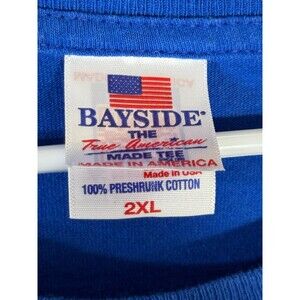 BAYSIDE®
THE
True American
MADE TEE
MADE IN AMERICA
Made in USA
100% PRESHRUNK COTTON
2XL